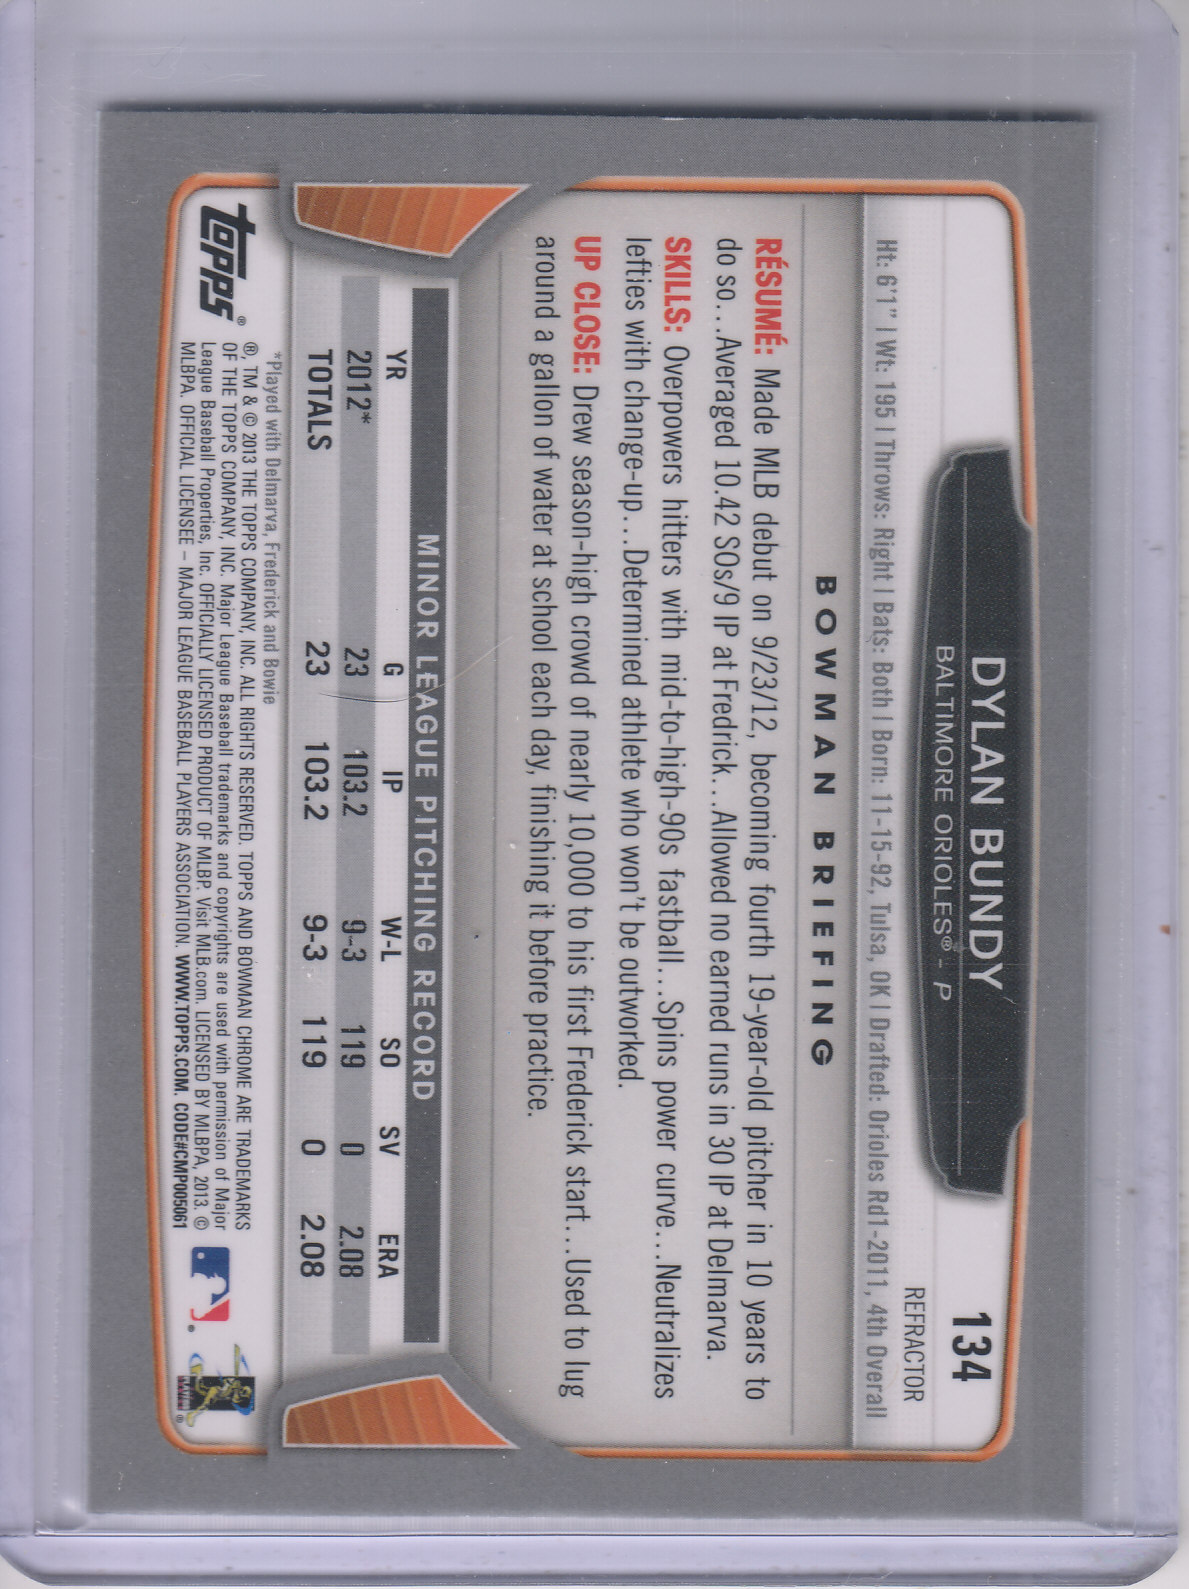 134
REFRACTOR
DYLAN BUNDY
BALTIMORE ORIOLES® - P
Ht: 6'1" | Wt: 195 | Throws: Right | Bats: Both | Born: 11-15-92, Tulsa, OK | Drafted: Orioles Rd1-2011, 4th Overall
BOWMAN BRIEFING
RÉSUMÉ: Made MLB debut on 9/23/12, becoming fourth 19-year-old pitcher in 10 years to
do so...Averaged 10.42 SOs/9 IP at Fredrick...Allowed no earned runs in 30 IP at Delmarva.
SKILLS: Overpowers hitters with mid-to-high-90s fastball...Spins power curve...Neutralizes
lefties with change-up...Determined athlete who won't be outworked.
UP CLOSE: Drew season-high crowd of nearly 10,000 to his first Frederick start...Used to lug
around a gallon of water at school each day, finishing it before practice.
MINOR LEAGUE PITCHING RECORD
YR G IP W-L SO SV ERA
2012* 23 103.2 9-3 119 0 2.08
TOTALS 23 103.2 9-3 119 0 2.08
*Played with Delmarva, Frederick and Bowie
topps®
®, TM & © 2013 THE TOPPS COMPANY, INC. ALL RIGHTS RESERVED. TOPPS AND BOWMAN CHROME ARE TRADEMARKS
OF THE TOPPS COMPANY, INC. Major League Baseball trademarks and copyrights are used with permission of Major
League Baseball Properties, Inc. OFFICIALLY LICENSED PRODUCT OF MLBP. Visit MLB.com. LICENSED BY MLBPA, 2013. ©
MLBPA. OFFICIAL LICENSEE – MAJOR LEAGUE BASEBALL PLAYERS ASSOCIATION. WWW.TOPPS.COM. CODE#CMP005061